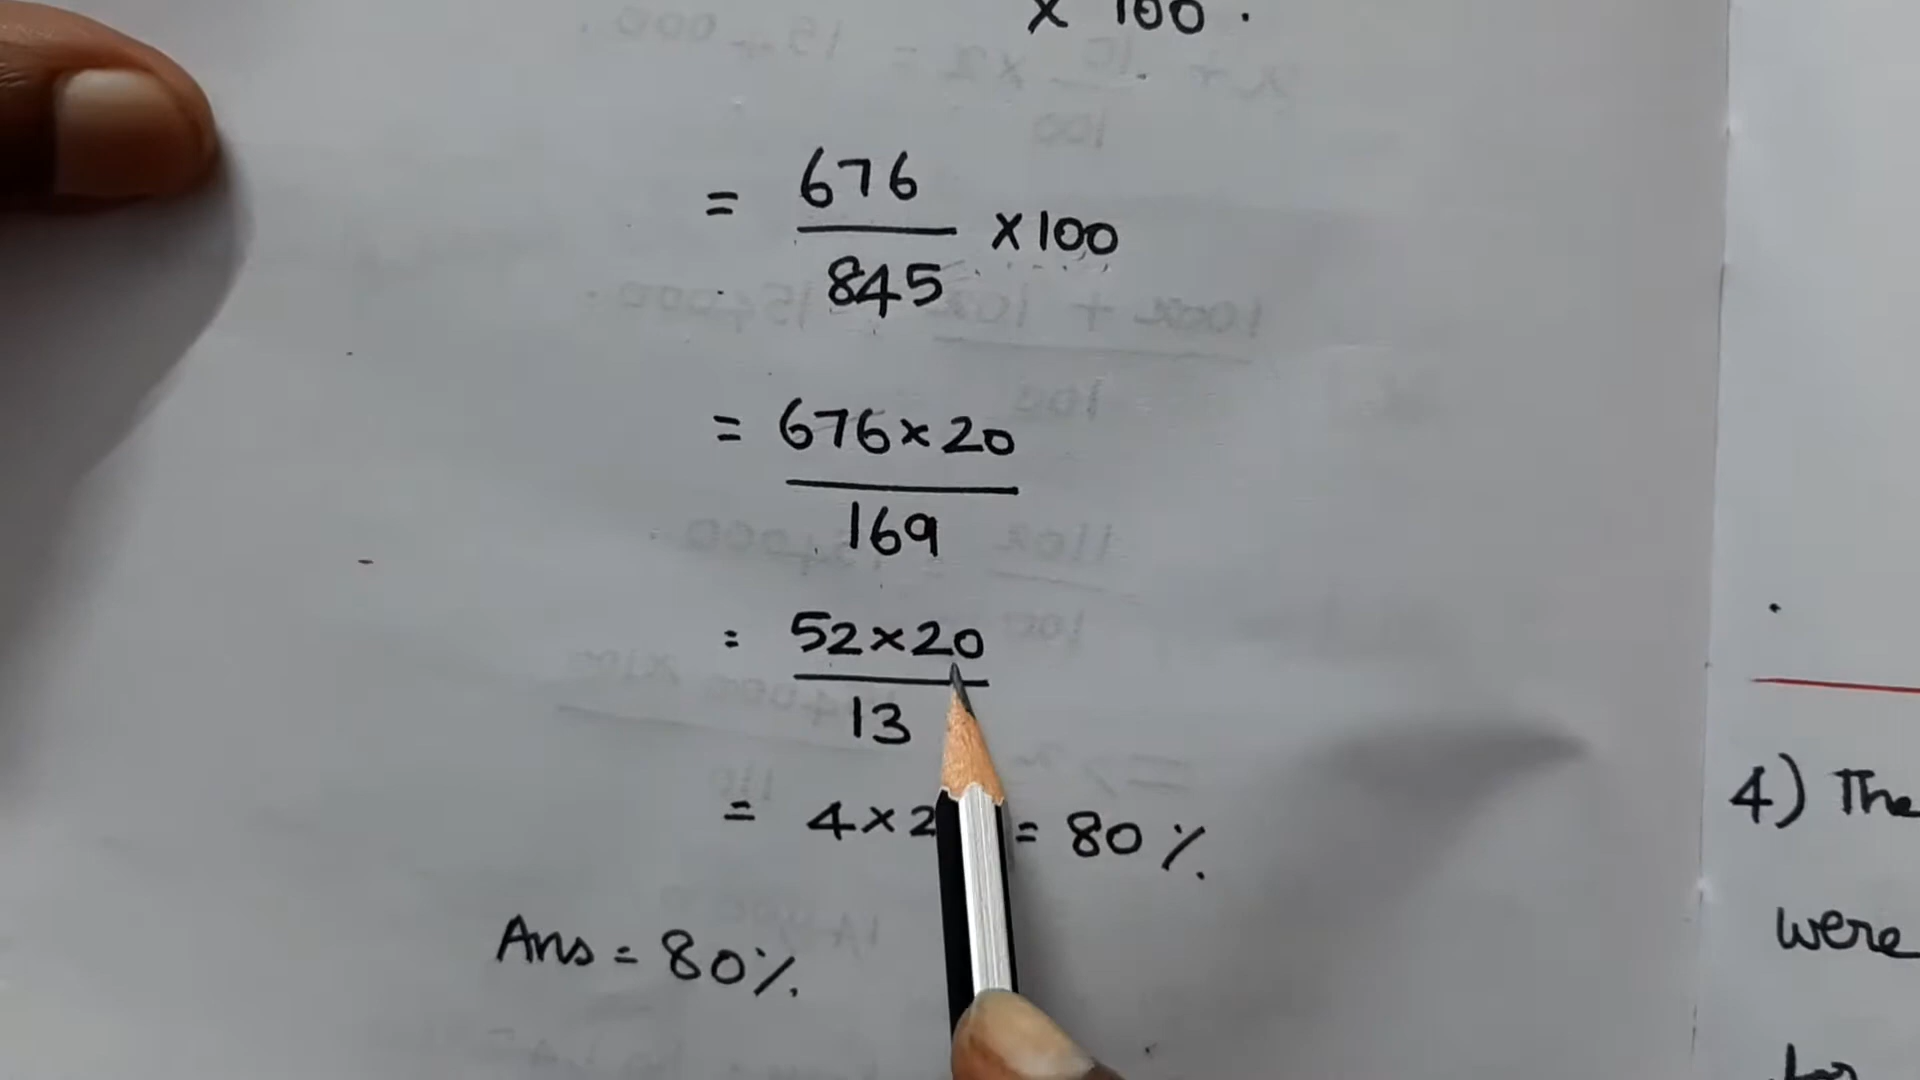 x 100.
= 676/845 x 100
= 676 x 20/169
= 52 x 20/13
= 4 x 2 = 80 %.
Ans = 80 %.
4) The
were